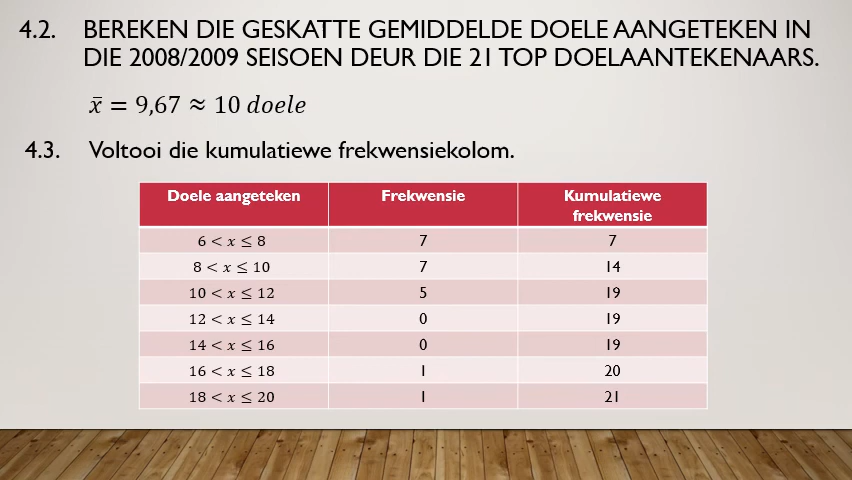 4.2. BEREKEN DIE GESKATTE GEMIDDELDE DOELE AANGETEKEN IN
DIE 2008/2009 SEISOEN DEUR DIE 21 TOP DOELAANTEKENAARS.
x̄ = 9,67 ≈ 10 doele
4.3. Voltooi die kumulatiewe frekwensiekolom.
Doele aangeteken Frekwensie Kumulatiewe
frekwensie
6 < x ≤ 8 7 7
8 < x ≤ 10 7 14
10 < x ≤ 12 5 19
12 < x ≤ 14 0 19
14 < x ≤ 16 0 19
16 < x ≤ 18 1 20
18 < x ≤ 20 1 21